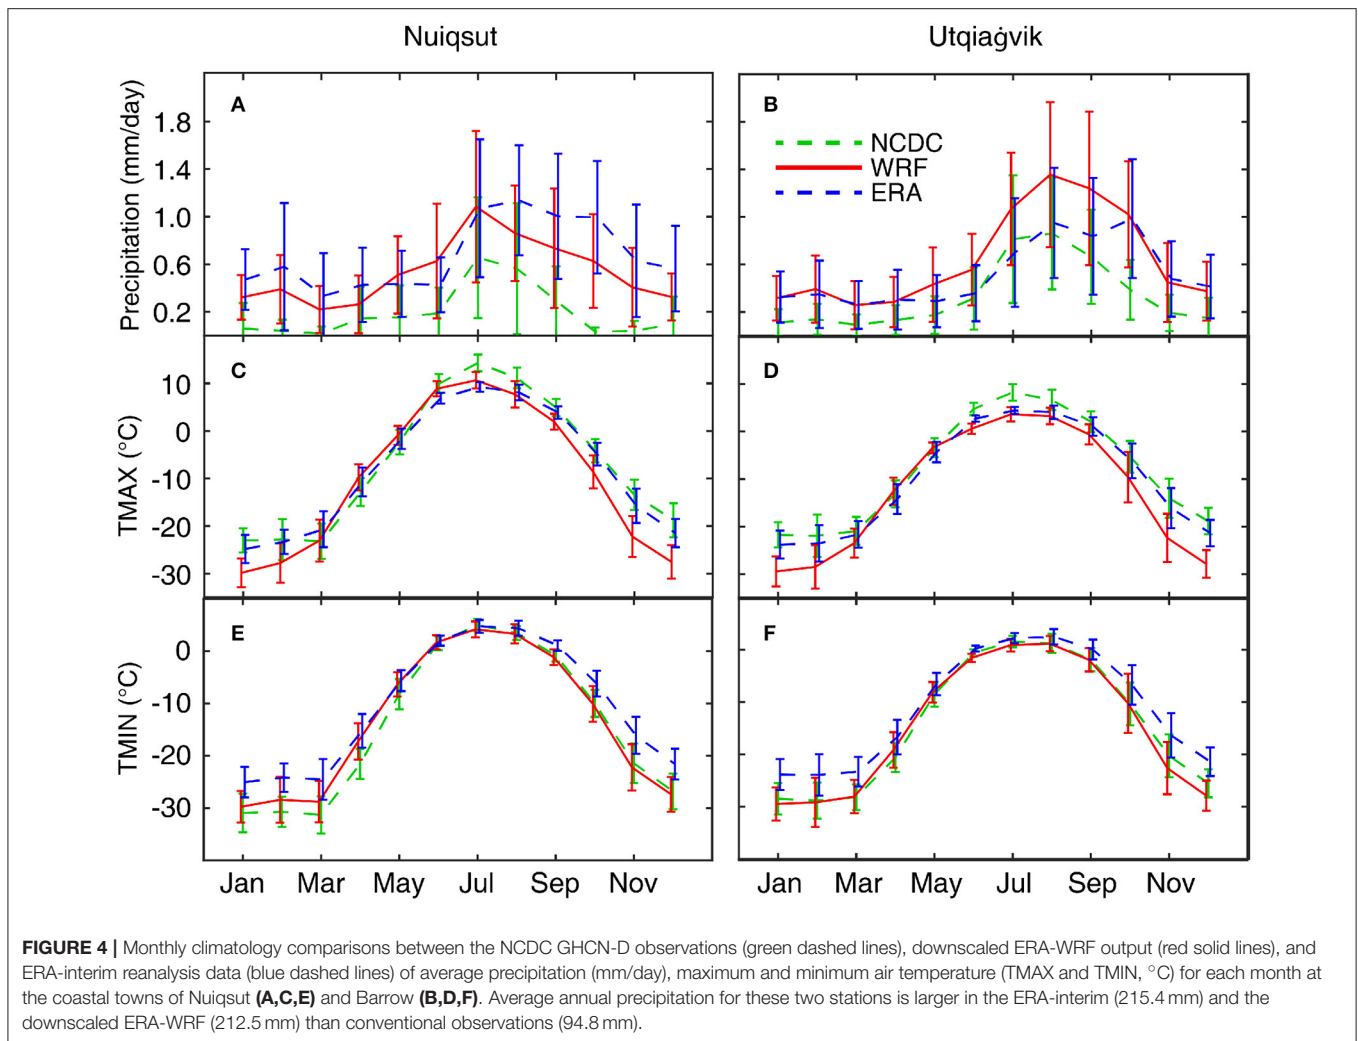 Nuiqsut
Utqiaġvik
A
B
Precipitation (mm/day)
1.8
1.4
1.0
0.6
0.2
NCDC
WRF
ERA
C
D
TMAX (°C)
10
0
-10
-20
-30
E
F
TMIN (°C)
0
-10
-20
-30
Jan Mar May Jul Sep Nov
Jan Mar May Jul Sep Nov
FIGURE 4 | Monthly climatology comparisons between the NCDC GHCN-D observations (green dashed lines), downscaled ERA-WRF output (red solid lines), and
ERA-interim reanalysis data (blue dashed lines) of average precipitation (mm/day), maximum and minimum air temperature (TMAX and TMIN, °C) for each month at
the coastal towns of Nuiqsut (A,C,E) and Barrow (B,D,F). Average annual precipitation for these two stations is larger in the ERA-interim (215.4 mm) and the
downscaled ERA-WRF (212.5 mm) than conventional observations (94.8 mm).